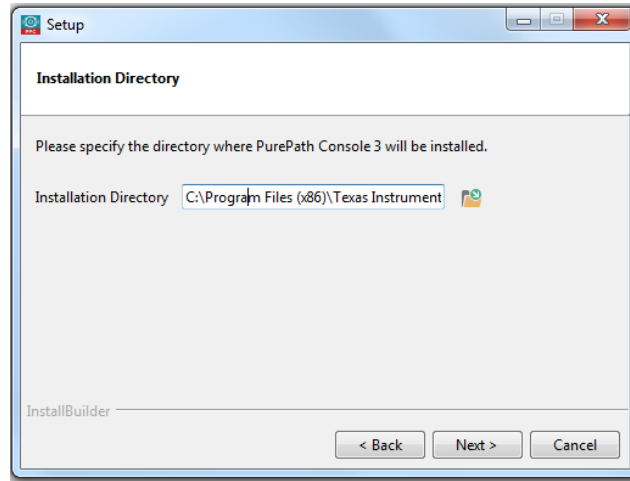 Setup
Installation Directory
Please specify the directory where PurePath Console 3 will be installed.
Installation Directory C:\Program Files (x86)\Texas Instrument
InstallBuilder
< Back Next > Cancel